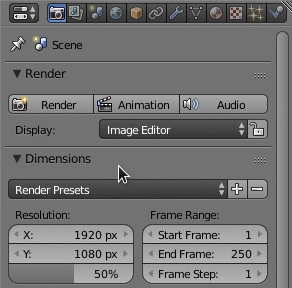 Scene
Render
Render Animation Audio
Display: Image Editor
Dimensions
Render Presets
Resolution: Frame Range:
X: 1920 px Start Frame: 1
Y: 1080 px End Frame: 250
50% Frame Step: 1